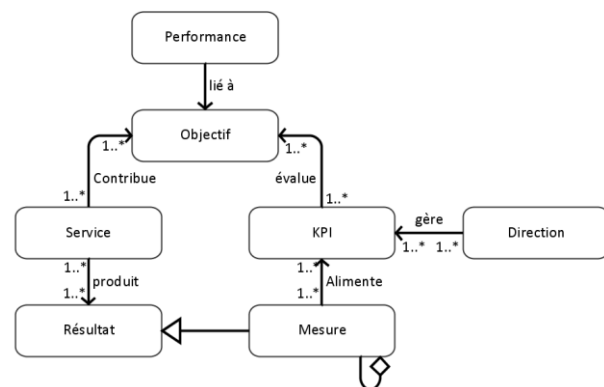 Performance
lié à
Objectif
1..*
1..*
Contribue
évalue
1..*
1..*
gère
Service
KPI
Direction
1..*
1..*
1..*
1..*
produit
Alimente
1..*
1..*
Résultat
Mesure